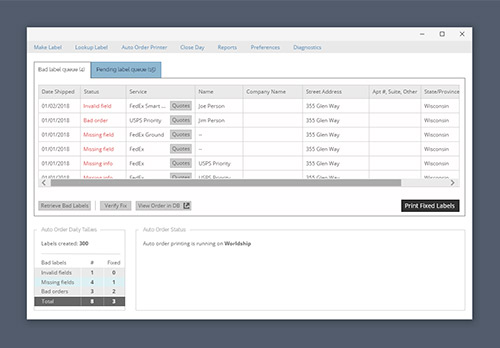 Make Label Lookup Label Auto Order Printer Close Day Reports Preferences Diagnostics
Bad label queue (4) Pending label queue (15)
Date Shipped Status Service Name Company Name Street Address Apt #, Suite, Other State/Province
01/02/2018 Invalid field FedEx Smart ... Quotes Joe Person 355 Glen Way Wisconsin
01/01/2018 Bad order USPS Priority Quotes Jim Person 355 Glen Way Wisconsin
01/01/2018 Missing field FedEx Ground Quotes -- 355 Glen Way Wisconsin
01/01/2018 Missing field FedEx Quotes -- 355 Glen Way Wisconsin
01/01/2018 Missing info FedEx Quotes USPS Priority 355 Glen Way Wisconsin
01/01/2018 Missing info FedEx Quotes USPS Priority 355 Glen Way Wisconsin
Retrieve Bad Labels Verify Fix View Order in DB Print Fixed Labels
Auto Order Daily Tallies Auto Order Status
Labels created: 300 Auto order printing is running on Worldship
Bad labels # Fixed
Invalid fields 1 0
Missing fields 4 1
Bad orders 3 2
Total 8 3